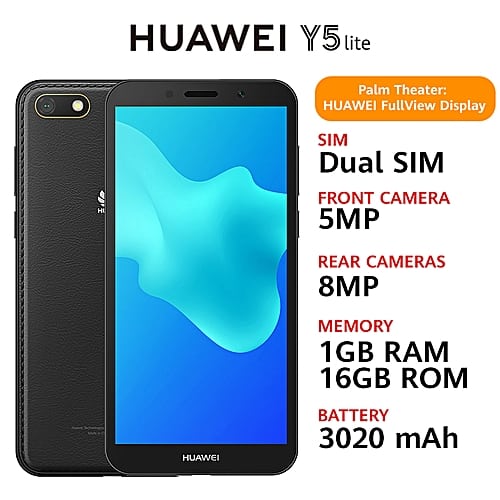 HUAWEI Y5 lite
Palm Theater:
HUAWEI FullView Display
SIM
Dual SIM
FRONT CAMERA
5MP
REAR CAMERAS
8MP
MEMORY
1GB RAM
16GB ROM
BATTERY
3020 mAh
HUAWEI